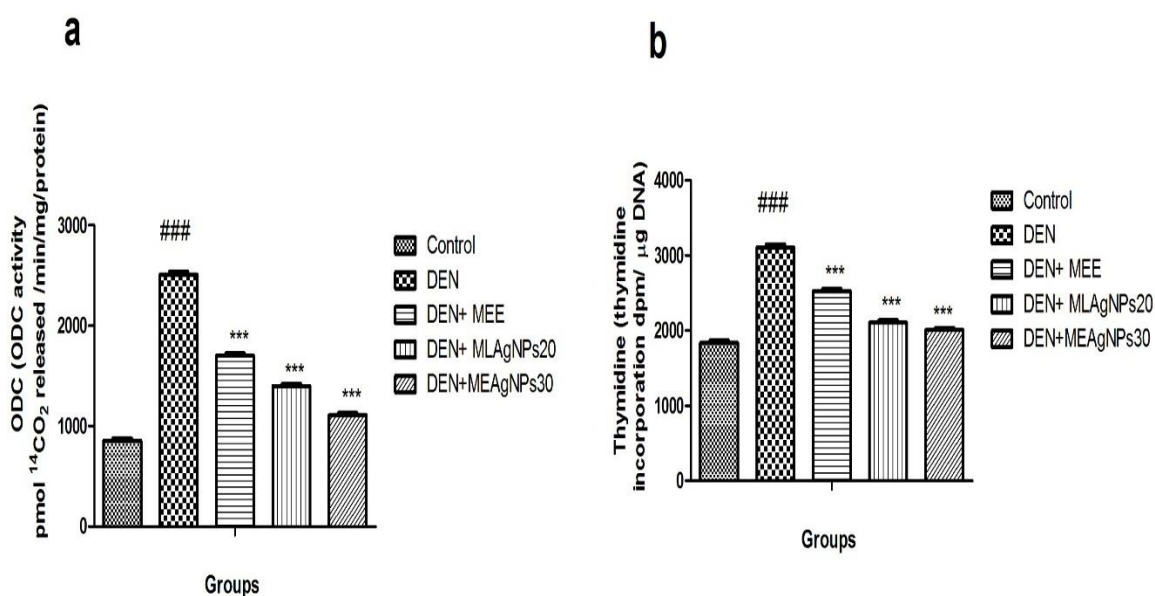 a
ODC (ODC activity
pmol ¹⁴CO₂ released /min/mg/protein)
3000
2000
1000
0
###
***
***
***
Groups
Control
DEN
DEN+ MEE
DEN+ MLAgNPs20
DEN+MEAgNPs30
b
Thymidine (thymidine
incorporation dpm/ µg DNA)
4000
3000
2000
1000
0
###
***
***
***
Groups
Control
DEN
DEN+ MEE
DEN+ MLAgNPs20
DEN+MEAgNPs30